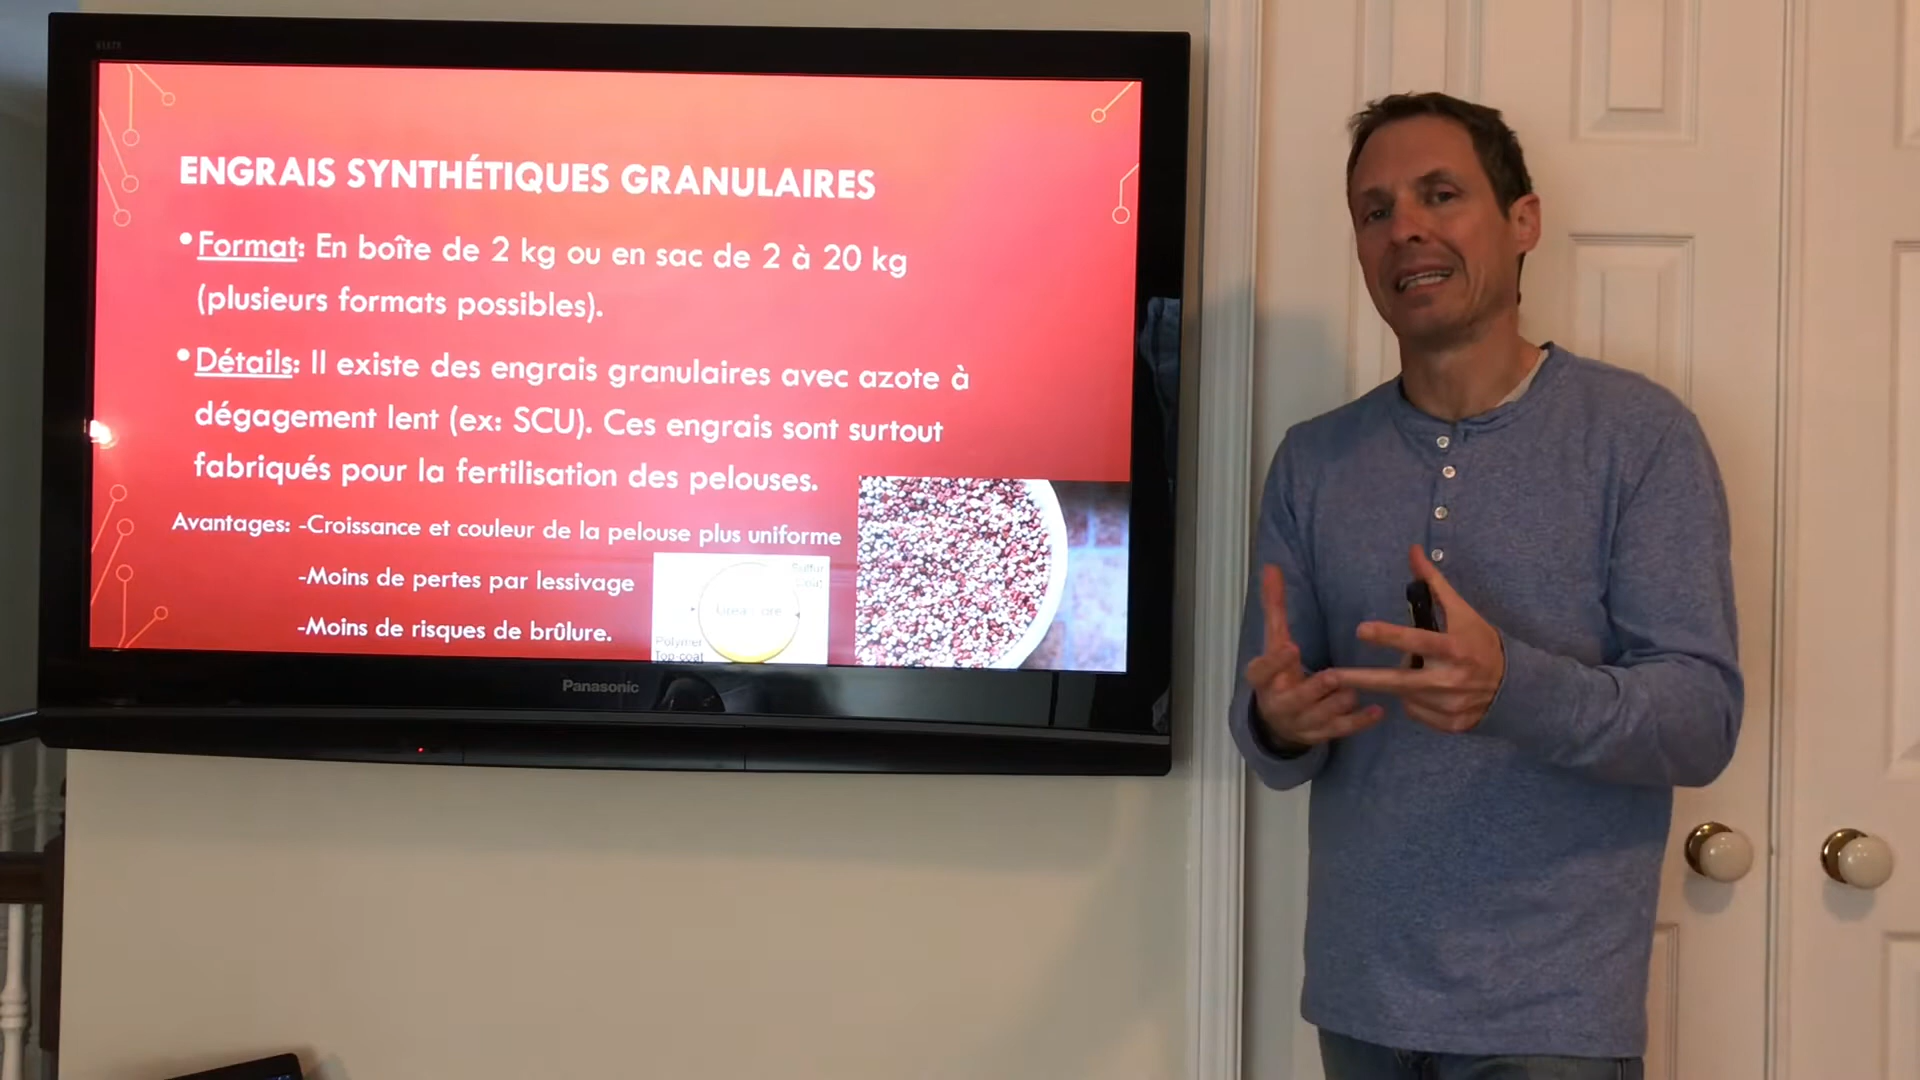 ENGRAIS SYNTHÉTIQUES GRANULAIRES
•Format: En boîte de 2 kg ou en sac de 2 à 20 kg
(plusieurs formats possibles).
•Détails: Il existe des engrais granulaires avec azote à
dégagement lent (ex: SCU). Ces engrais sont surtout
fabriqués pour la fertilisation des pelouses.
Avantages: -Croissance et couleur de la pelouse plus uniforme
-Moins de pertes par lessivage
-Moins de risques de brûlure.
Sulfur
Coat
Urea Core
Polymer
Top-coat
Panasonic